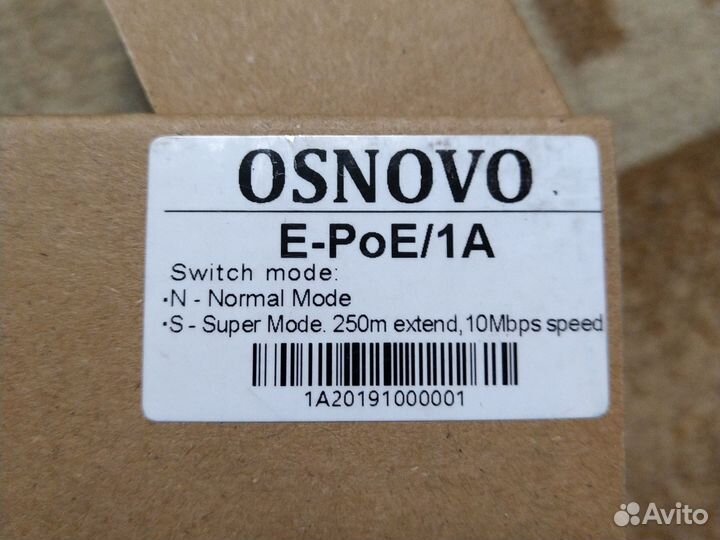 OSNOVO
E-PoE/1A
Switch mode:
·N - Normal Mode
·S - Super Mode. 250m extend,10Mbps speed
1A20191000001
Avito